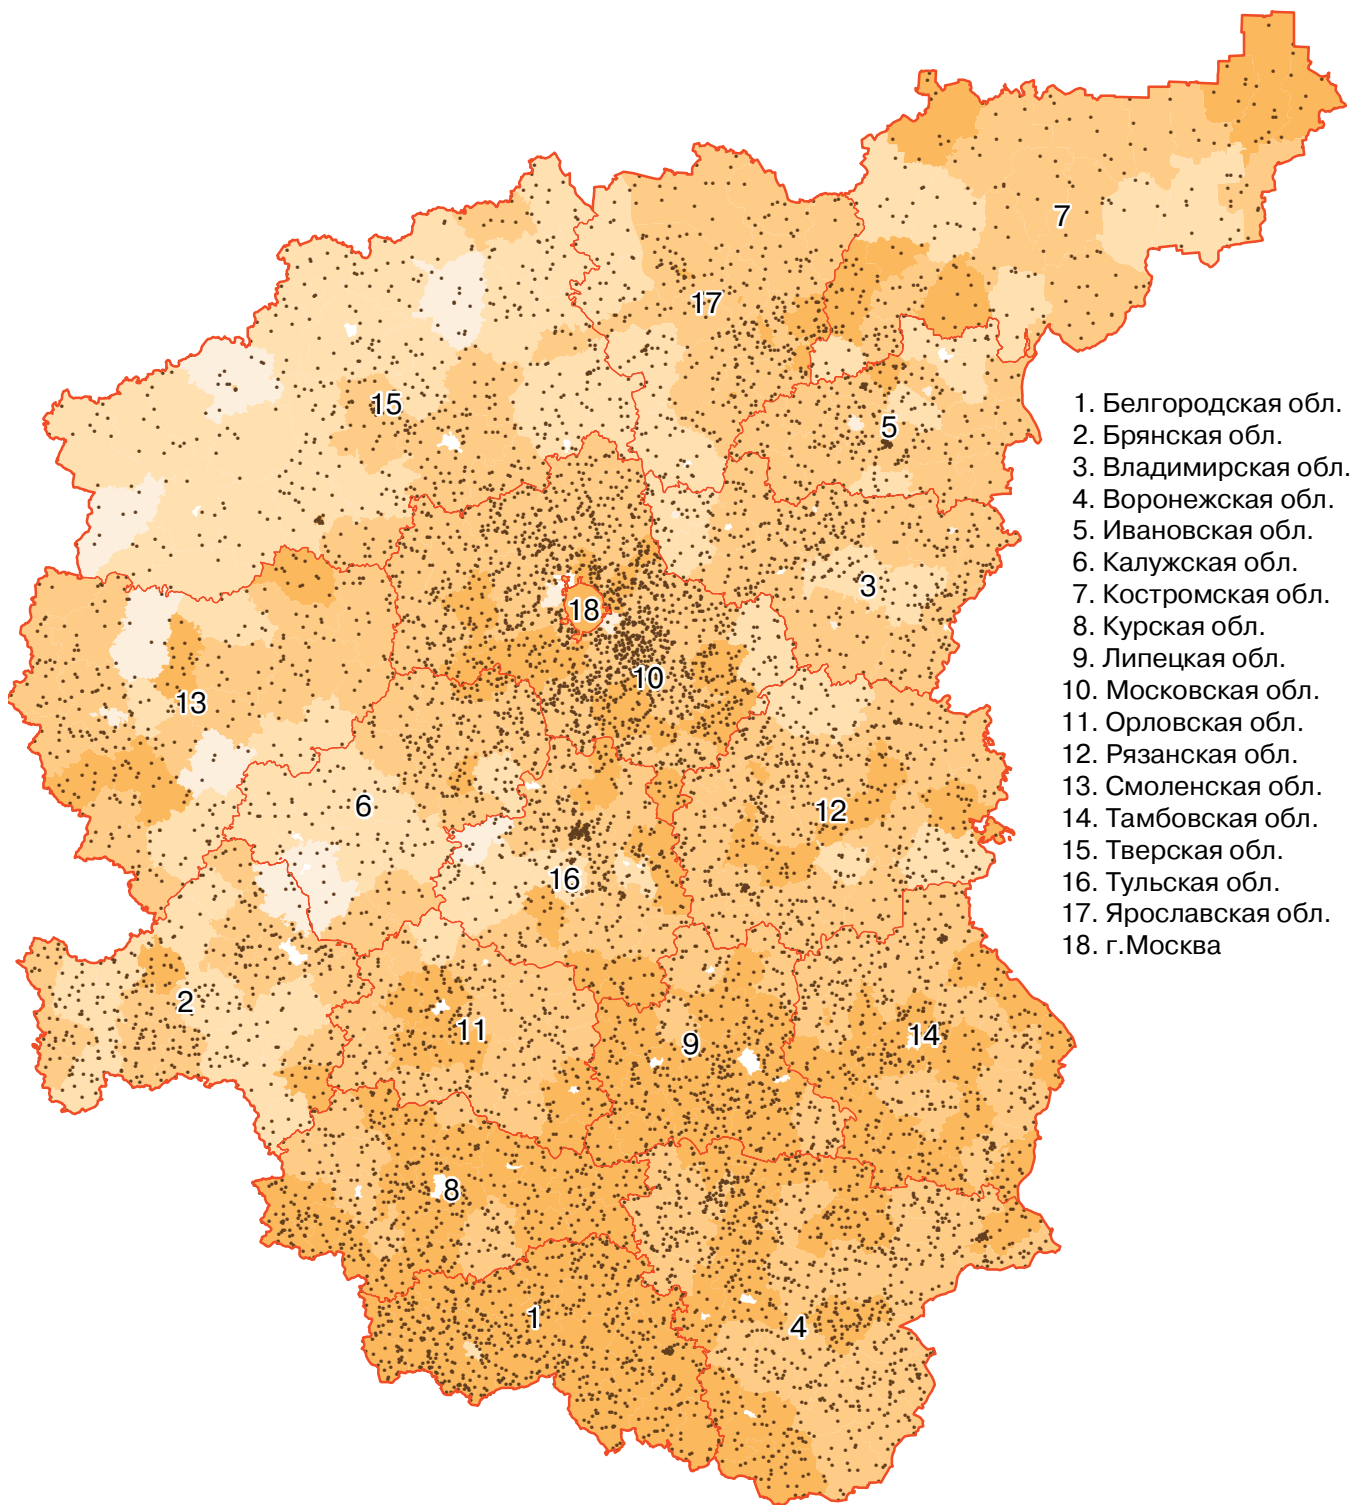 7
17
15
5
1. Белгородская обл.
2. Брянская обл.
3. Владимирская обл.
4. Воронежская обл.
5. Ивановская обл.
6. Калужская обл.
7. Костромская обл.
8. Курская обл.
9. Липецкая обл.
10. Московская обл.
11. Орловская обл.
12. Рязанская обл.
13. Смоленская обл.
14. Тамбовская обл.
15. Тверская обл.
16. Тульская обл.
17. Ярославская обл.
18. г.Москва
3
18
10
13
6
12
16
2
11
9
14
8
1
4